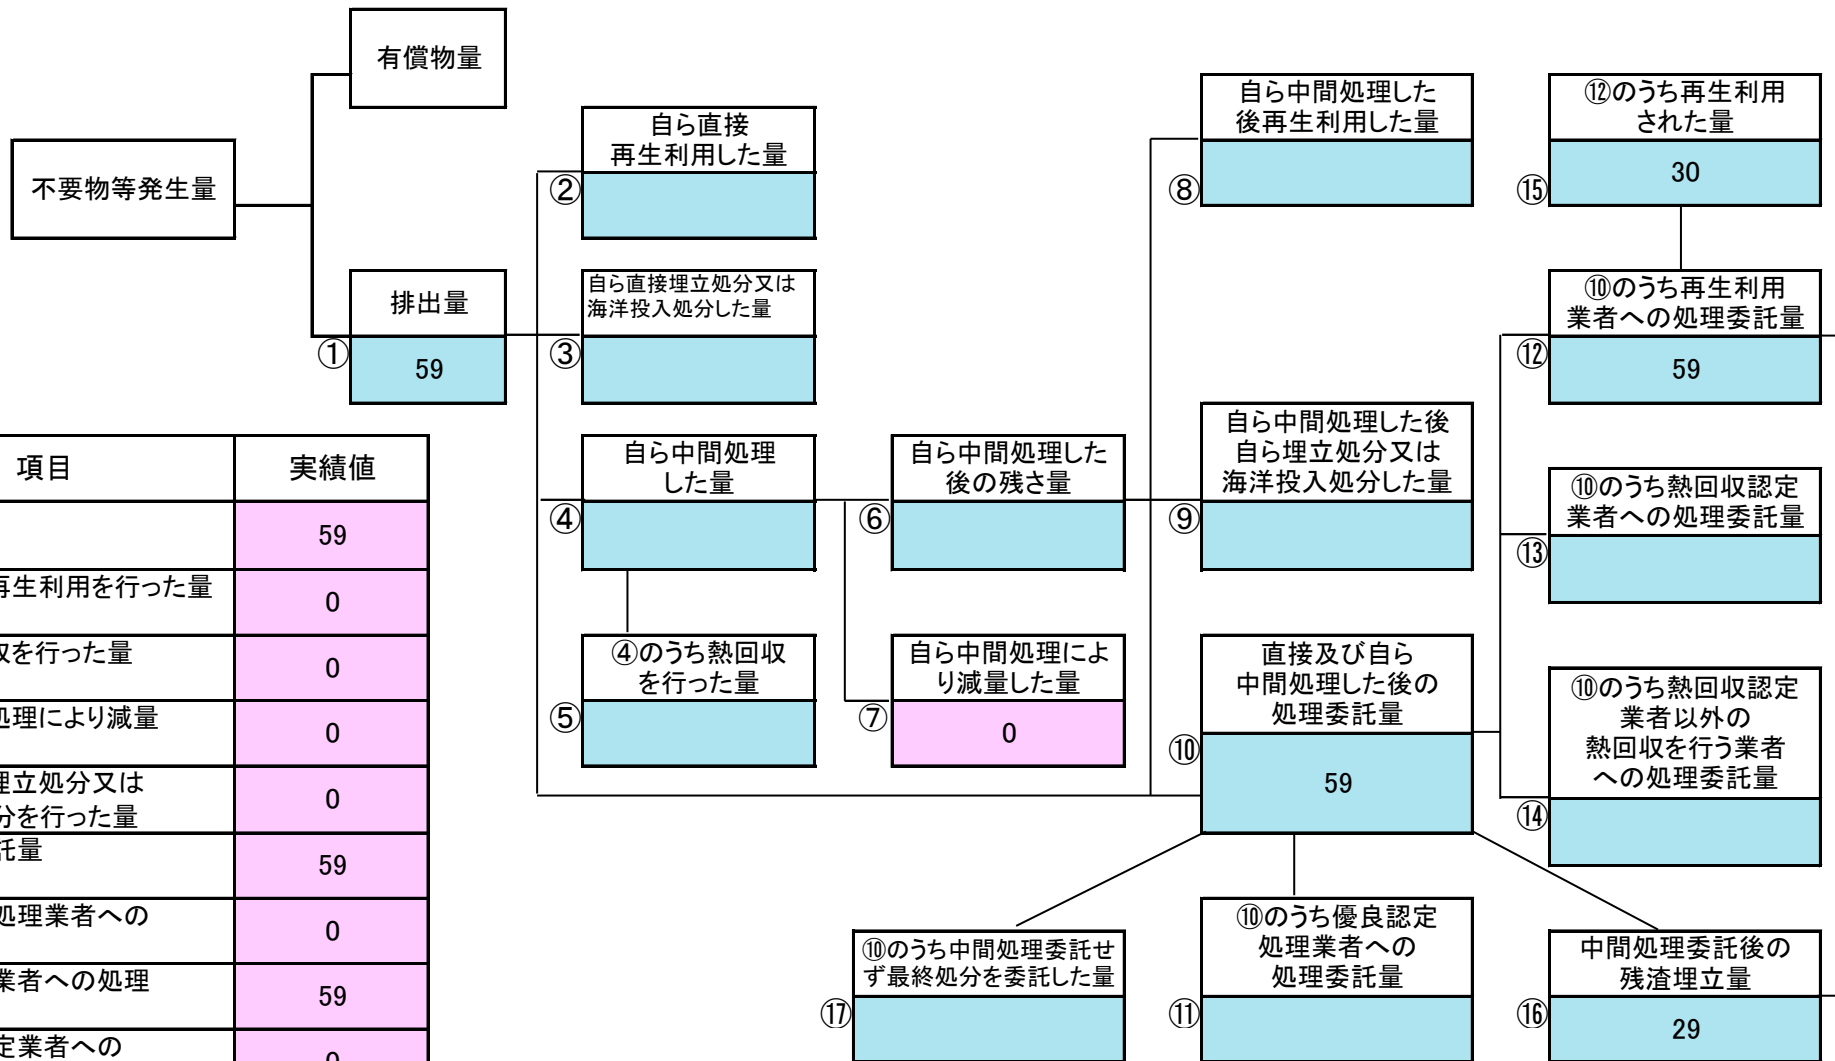 有償物量
不要物等発生量
排出量
①
59
自ら直接
再生利用した量
②
自ら直接埋立処分又は
海洋投入処分した量
③
自ら中間処理
した量
④
④のうち熱回収
を行った量
⑤
自ら中間処理した
後の残さ量
⑥
自ら中間処理によ
り減量した量
⑦
0
自ら中間処理した
後再生利用した量
⑧
自ら中間処理した後
自ら埋立処分又は
海洋投入処分した量
⑨
直接及び自ら
中間処理した後の
処理委託量
⑩
59
⑫のうち再生利用
された量
⑮
30
⑩のうち再生利用
業者への処理委託量
⑫
59
⑩のうち熱回収認定
業者への処理委託量
⑬
⑩のうち熱回収認定
業者以外の
熱回収を行う業者
への処理委託量
⑭
⑩のうち中間処理委託せ
ず最終処分を委託した量
⑰
⑩のうち優良認定
処理業者への
処理委託量
⑪
中間処理委託後の
残渣埋立量
⑯
29
項目 実績値
59
再生利用を行った量
0
収を行った量
0
処理により減量
0
埋立処分又は
分を行った量
0
託量
59
処理業者への
0
業者への処理
59
定業者への
0